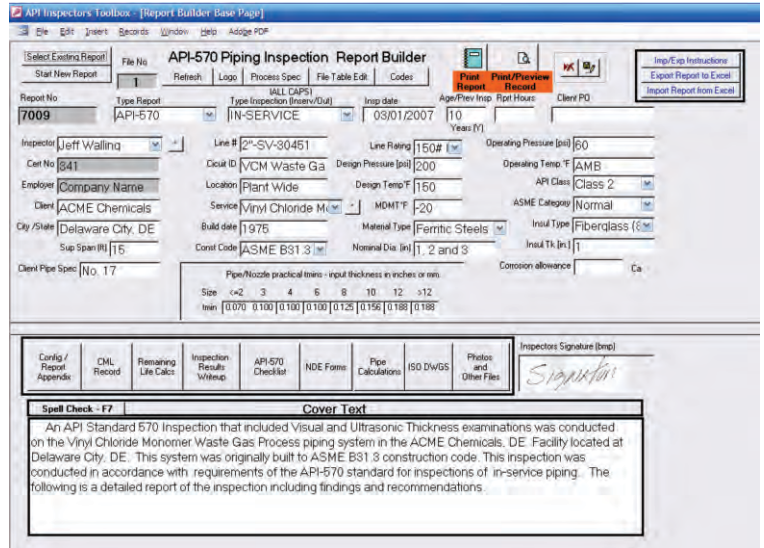 API Inspectors Toolbox - [Report Builder Base Page]
File Edit Insert Records Window Help Adobe PDF
Select Existing Report File No API-570 Piping Inspection Report Builder Imp/Exp Instructions
Start New Report 1 Refresh Logo Process Spec File Table Edit Codes Print Report Print/Preview Record Export Report to Excel
Import Report from Excel
(ALL CAPS)
Report No Type Report Type Inspection (Inserv/Out) Insp date Age/Prev Insp Rprt Hours Client PO
7009 API-570 IN-SERVICE 03/01/2007 10
Years (Y)
Inspector Jeff Walling Line # 2"-SV-30451 Line Rating 150# Operating Pressure [psi] 60
Cert No 841 Cicuit ID VCM Waste Ga Design Pressure [psi] 200 Operating Temp.°F AMB
Employer Company Name Location Plant Wide Design Temp°F 150 API Class Class 2
Client ACME Chemicals Service Vinyl Chloride M MDMT°F -20 ASME Category Normal
City /State Delaware City, DE Build date 1975 Material Type Ferritic Steels Insul Type Fiberglass
Sup Span [ft] 15 Const Code ASME B31.3 Nominal Dia. [in] 1, 2 and 3 Insul Tk [in.] 1
Client Pipe Spec No. 17 Corrosion allowance Ca
Pipe/Nozzle practical tmins - input thickness in inches or mm.
Size <=2 3 4 6 8 10 12 >12
tmin 0.070 0.100 0.100 0.100 0.125 0.156 0.188 0.188
Config / Report Appendix CML Record Remaining Life Calcs Inspection Results Writeup API-570 Checklist NDE Forms Pipe Calculations ISO DWGS Photos and Other Files
Inspectors Signature (bmp)
Spell Check - F7 Cover Text
An API Standard 570 Inspection that included Visual and Ultrasonic Thickness examinations was conducted
on the Vinyl Chloride Monomer Waste Gas Process piping system in the ACME Chemicals, DE Facility located at
Delaware City, DE. This system was originally built to ASME B31.3 construction code. This inspection was
conducted in accordance with requirements of the API-570 standard for inspections of in-service piping. The
following is a detailed report of the inspection including findings and recommendations.